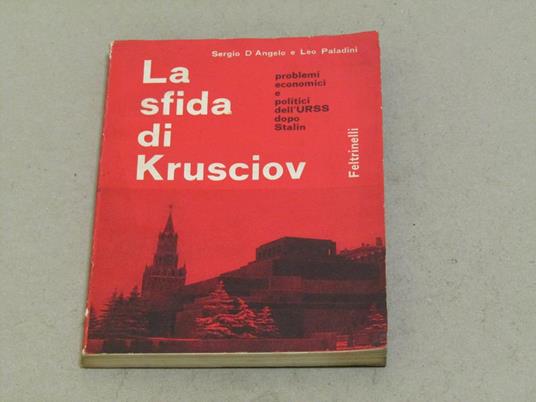 Sergio D'Angelo e Leo Paladini
La
sfida
di
Krusciov
problemi
economici
e
politici
dell'URSS
dopo
Stalin
Feltrinelli